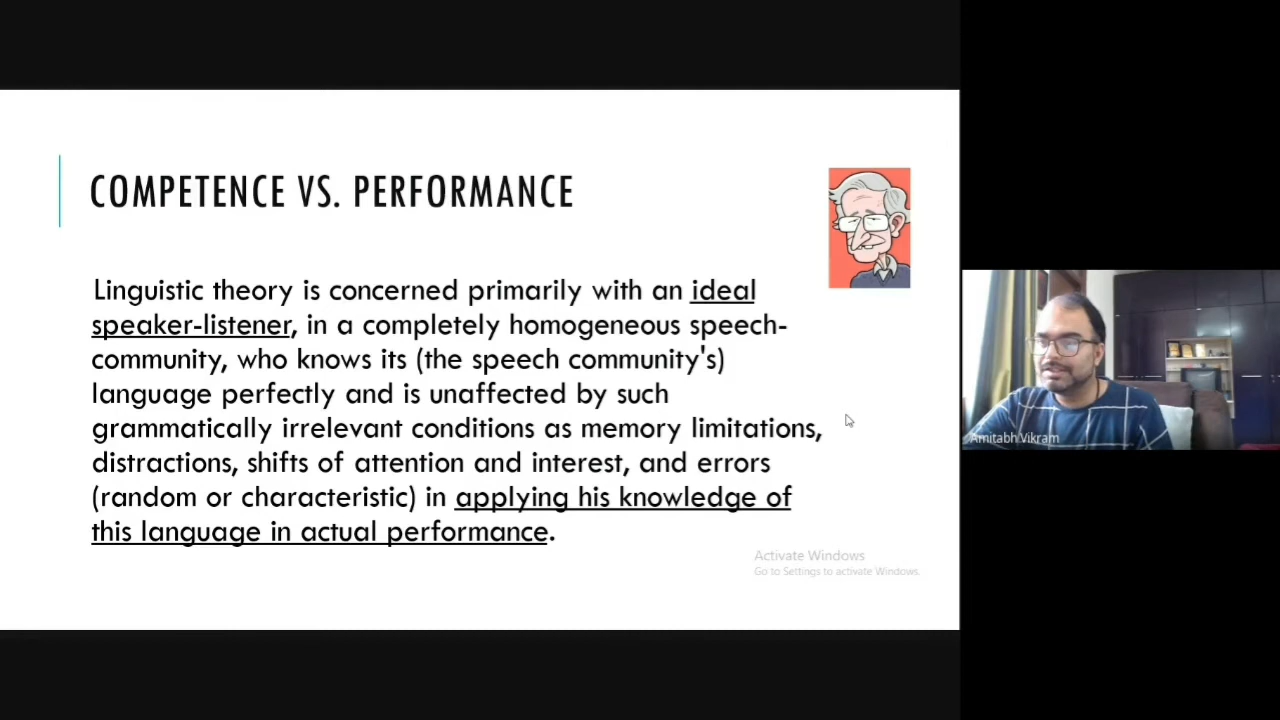 COMPETENCE VS. PERFORMANCE
Linguistic theory is concerned primarily with an ideal
speaker-listener, in a completely homogeneous speech-
community, who knows its (the speech community's)
language perfectly and is unaffected by such
grammatically irrelevant conditions as memory limitations,
distractions, shifts of attention and interest, and errors
(random or characteristic) in applying his knowledge of
this language in actual performance.
Activate Windows
Go to Settings to activate Windows.
Amitabh Vikram